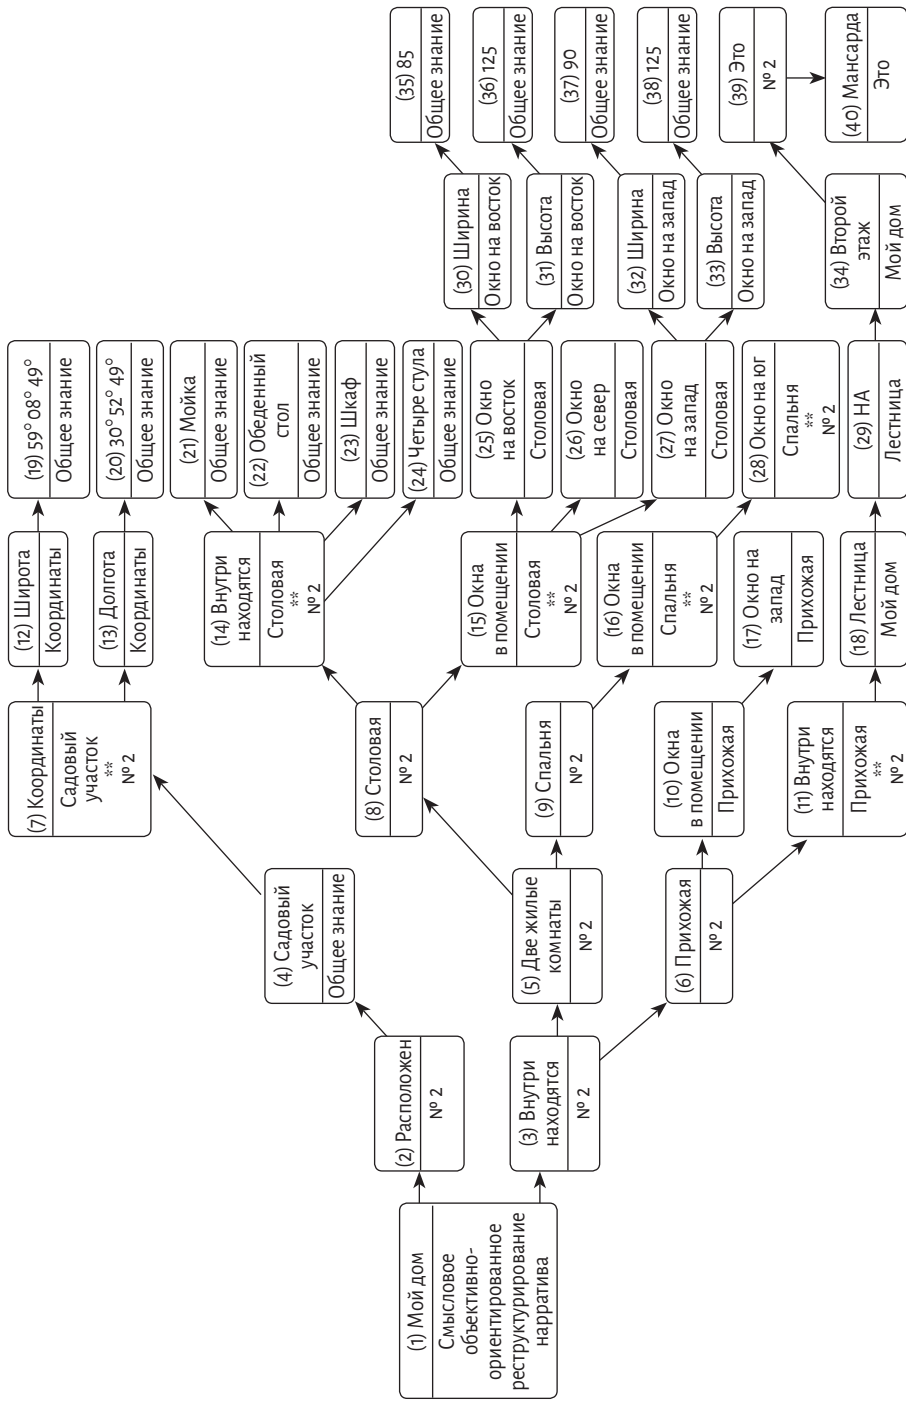 (1) Мой дом
Смысловое
объективно-
ориентированное
реструктурирование
нарратива
(2) Расположен
№ 2
(3) Внутри
находятся
№ 2
(4) Садовый
участок
Общее знание
(5) Две жилые
комнаты
№ 2
(6) Прихожая
№ 2
(7) Координаты
Садовый
участок
**
№ 2
(8) Столовая
№ 2
(9) Спальня
№ 2
(10) Окна
в помещении
Прихожая
(11) Внутри
находятся
Прихожая
**
№ 2
(12) Широта
Координаты
(13) Долгота
Координаты
(14) Внутри
находятся
Столовая
**
№ 2
(15) Окна
в помещении
Столовая
**
№ 2
(16) Окна
в помещении
Спальня
**
№ 2
(17) Окно на
запад
Прихожая
(18) Лестница
Мой дом
(19) 59° 08° 49°
Общее знание
(20) 30° 52° 49°
Общее знание
(21) Мойка
Общее знание
(22) Обеденный
стол
Общее знание
(23) Шкаф
Общее знание
(24) Четыре стула
Общее знание
(25) Окно
на восток
Столовая
(26) Окно
на север
Столовая
(27) Окно
на запад
Столовая
(28) Окно на юг
Спальня
**
№ 2
(29) НА
Лестница
(30) Ширина
Окно на восток
(31) Высота
Окно на восток
(32) Ширина
Окно на запад
(33) Высота
Окно на запад
(34) Второй
этаж
Мой дом
(35) 85
Общее знание
(36) 125
Общее знание
(37) 90
Общее знание
(38) 125
Общее знание
(39) Это
№ 2
(40) Мансарда
Это